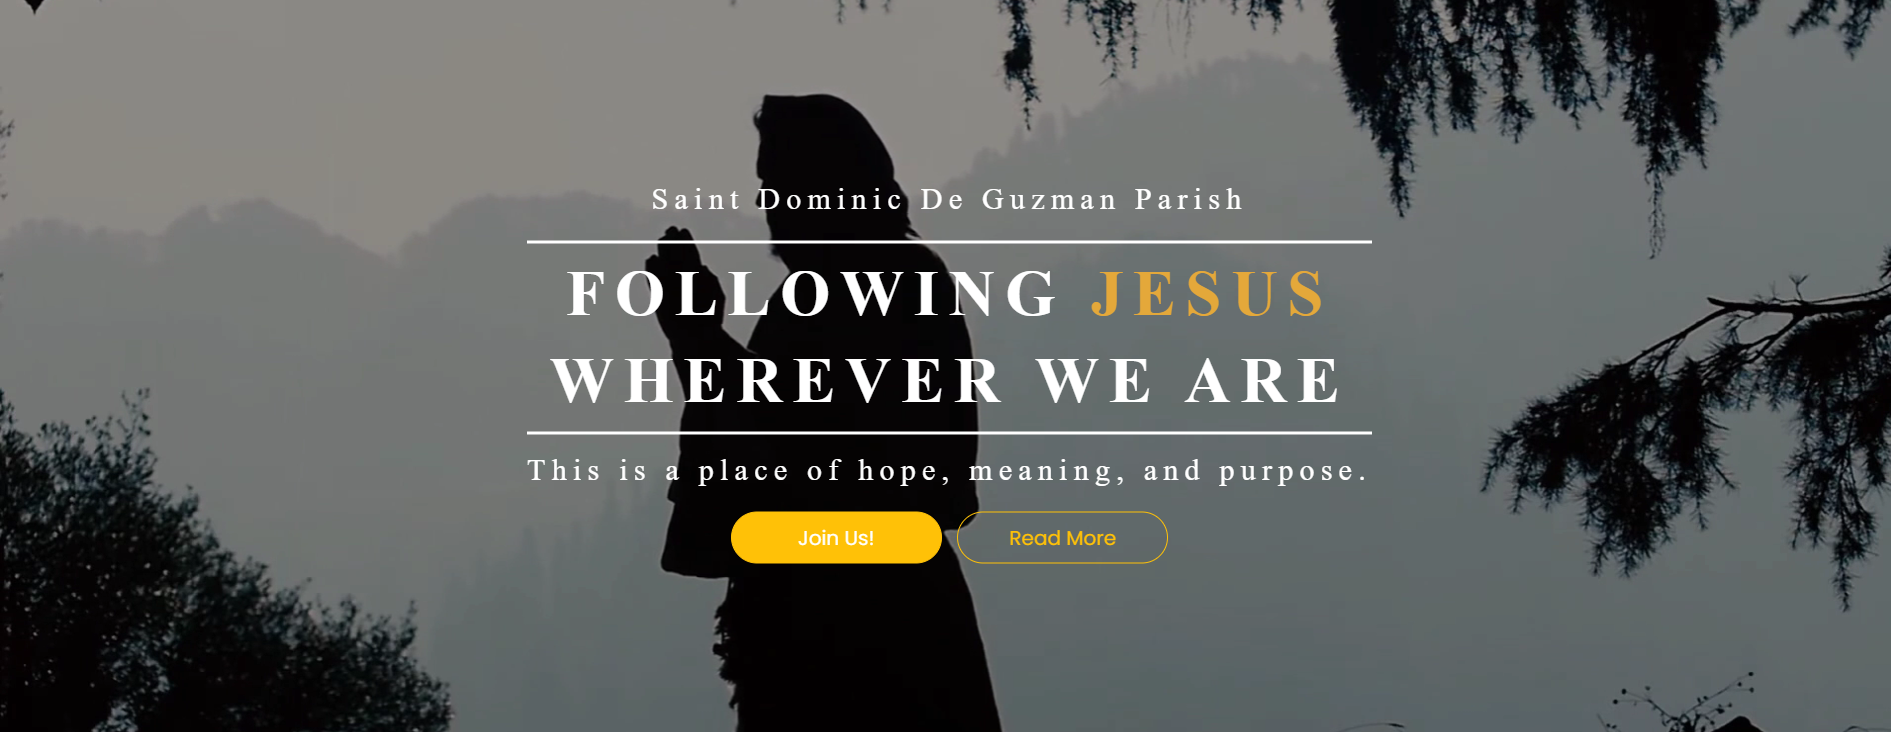 Saint Dominic De Guzman Parish
FOLLOWING JESUS
WHEREVER WE ARE
This is a place of hope, meaning, and purpose.
Join Us!
Read More